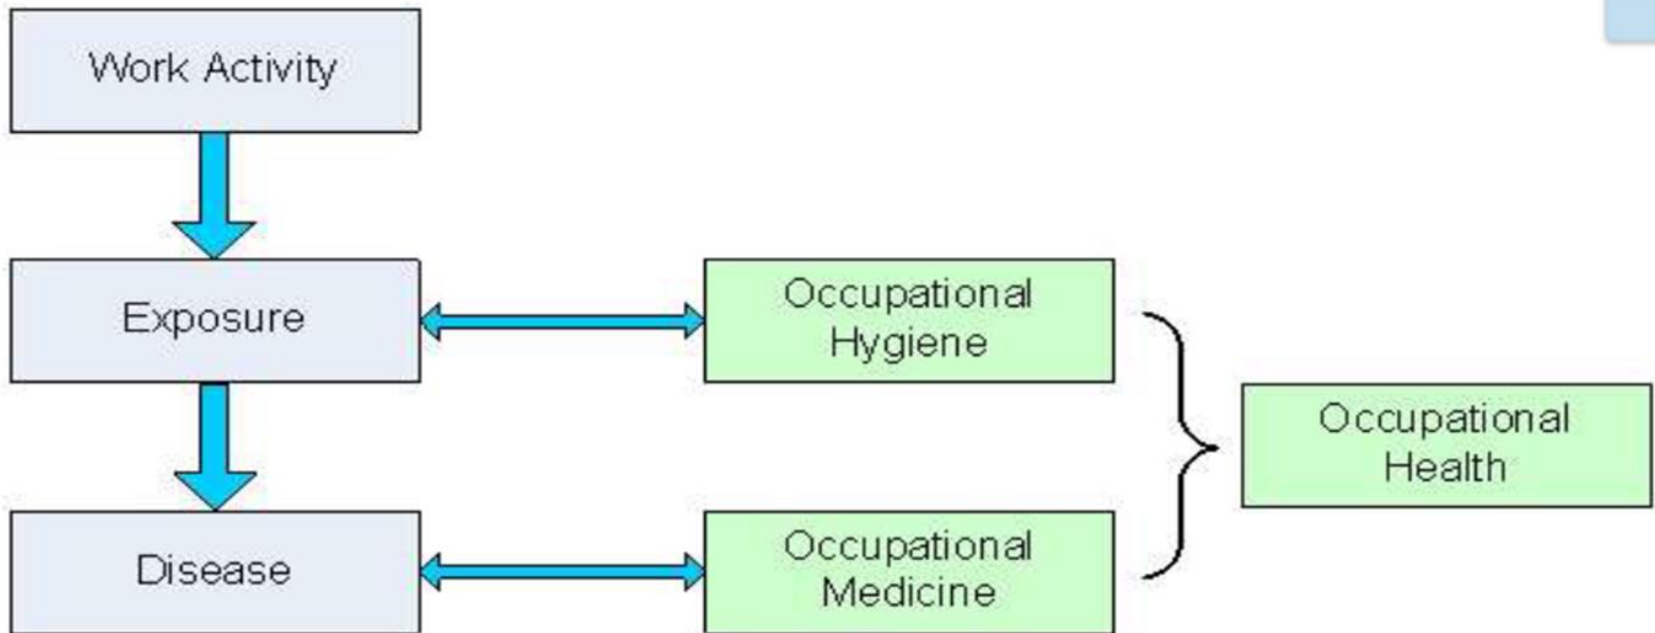 Work Activity
Exposure
Occupational
Hygiene
Occupational
Health
Disease
Occupational
Medicine